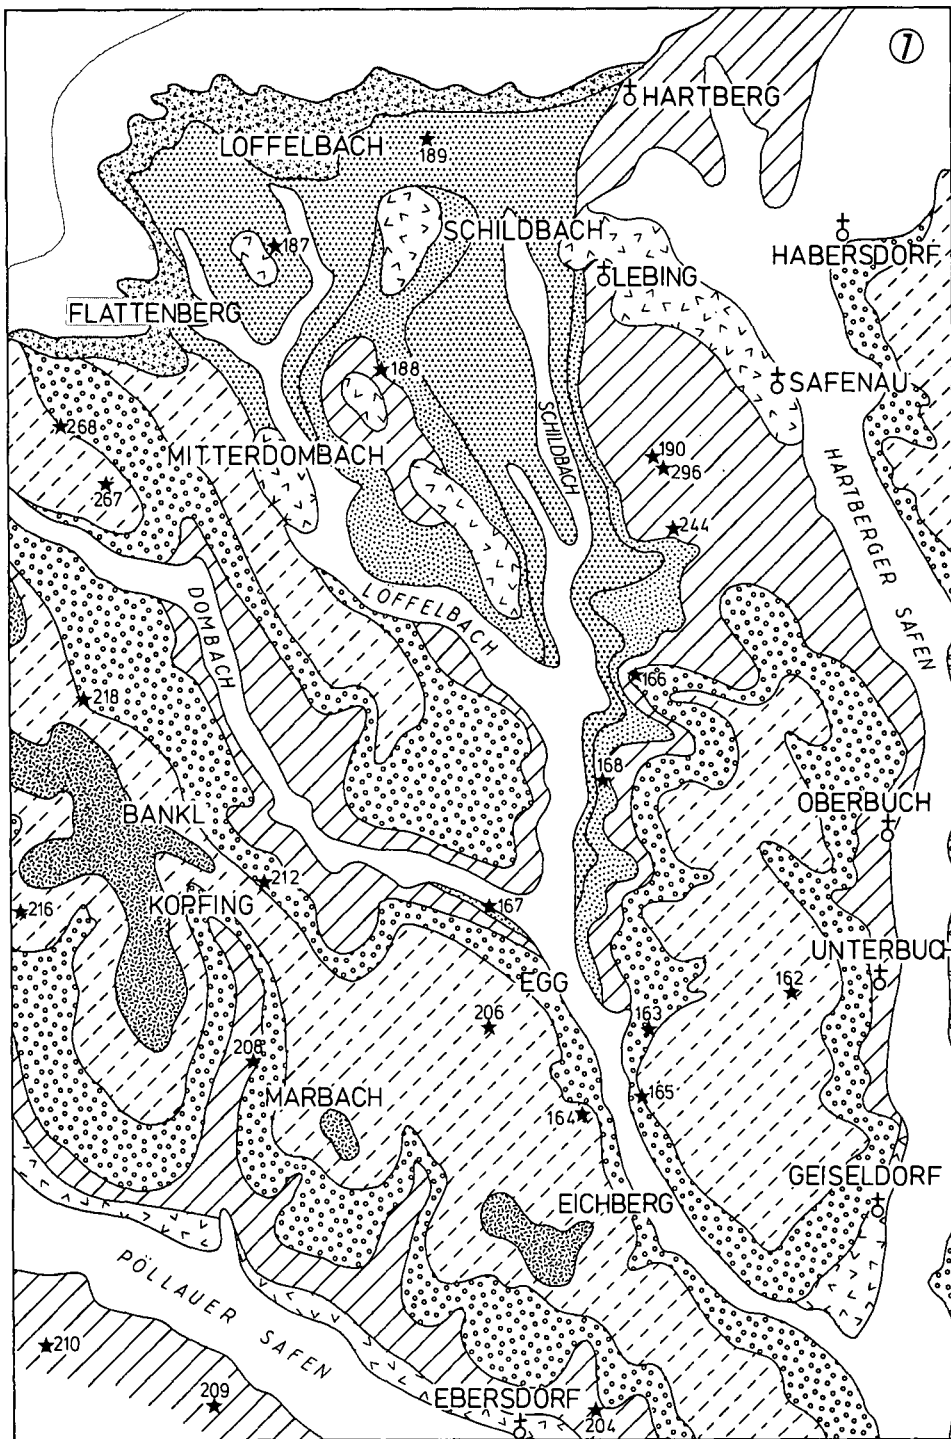 7
HARTBERG
LOFFELBACH
189
SCHILDBACH
HABERSDORF
187
LEBING
FLATTENBERG
188
SAFENAU
268
SCHILDBACH
190
MITTERDOMBACH
296
267
HARTBERGER SAFEN
244
LOFFELBACH
DOMBACH
166
218
168
BANKL
OBERBUCH
212
KOPFING
167
216
UNTERBUC
EGG
162
206
163
208
MARBACH
165
164
GEISELDORF
EICHBERG
PÖLLAUER SAFEN
210
209
EBERSDORF
204